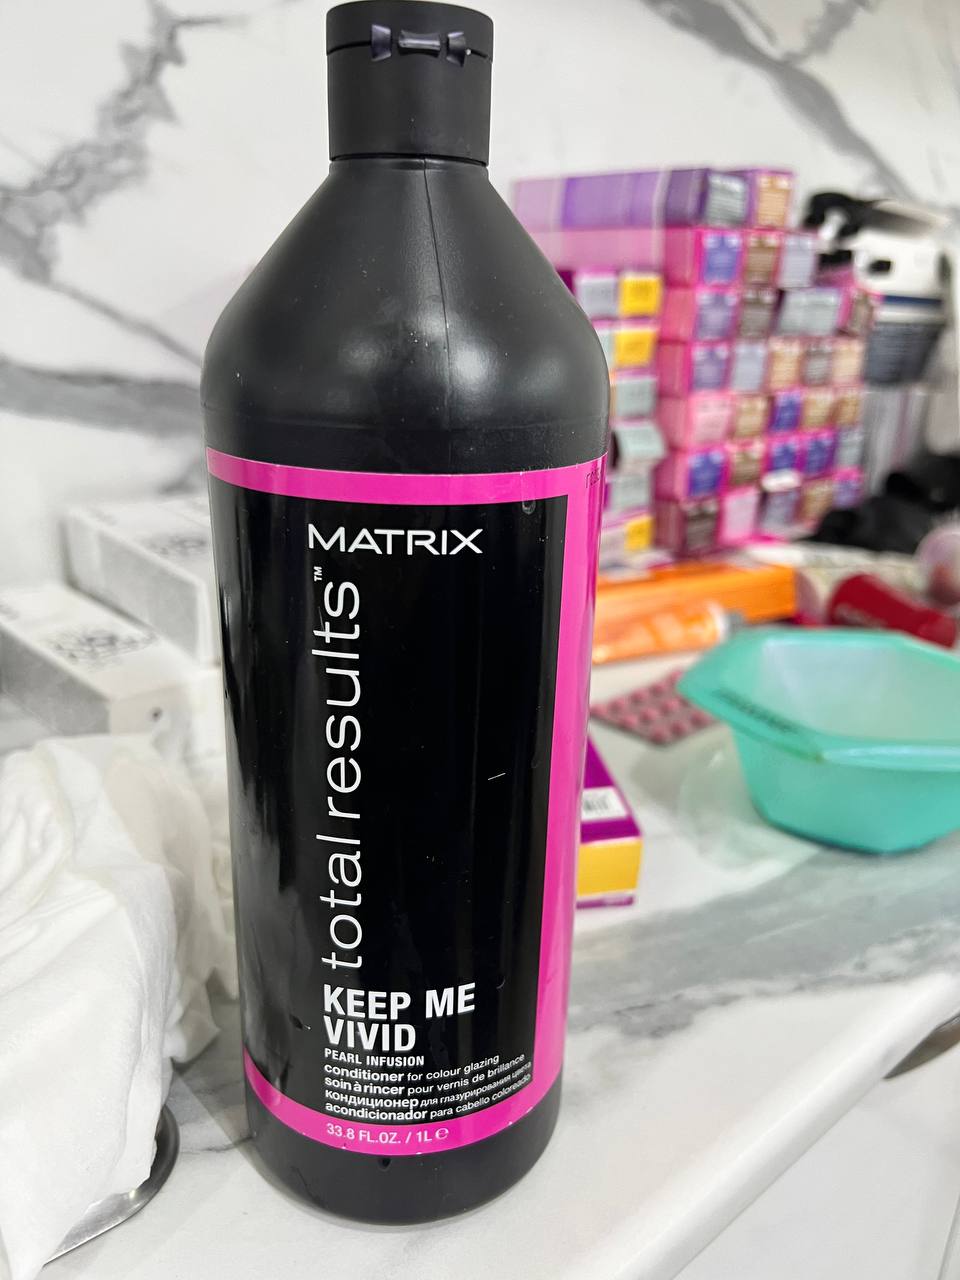 MATRIX
total results™
KEEP ME
VIVID
PEARL INFUSION
conditioner for colour glazing
soin à rincer pour vernis de brillance
кондиционер для глазурирования цвета
acondicionador para cabello coloreado
33.8 FL.OZ. / 1L ℮